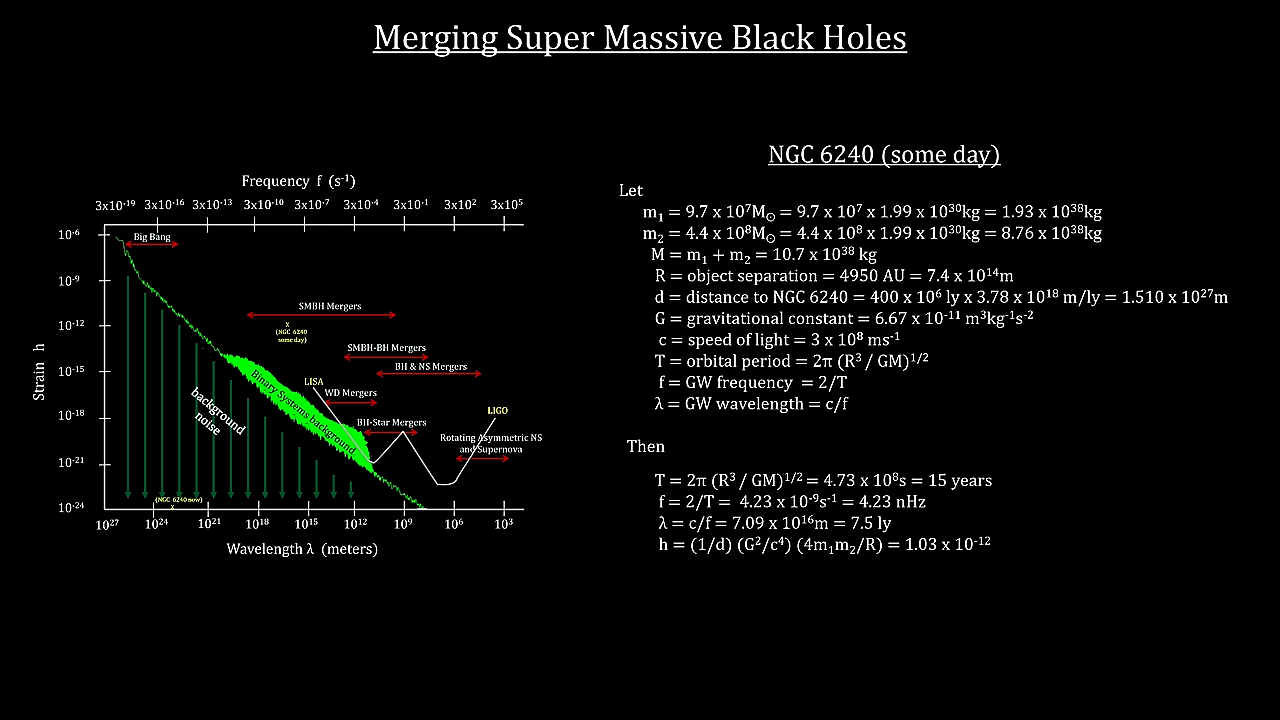 Merging Super Massive Black Holes
Frequency f (s⁻¹)
3x10⁻¹⁹ 3x10⁻¹⁶ 3x10⁻¹³ 3x10⁻¹⁰ 3x10⁻⁷ 3x10⁻⁴ 3x10⁻¹ 3x10² 3x10⁵
Strain h
10⁻⁶
10⁻⁹
10⁻¹²
10⁻¹⁵
10⁻¹⁸
10⁻²¹
10⁻²⁴
Big Bang
SMBH Mergers
X
(NGC 6240
some day)
SMBH-BH Mergers
BH & NS Mergers
LISA
WD Mergers
Binary Systems background
background
noise
BH-Star Mergers
LIGO
Rotating Asymmetric NS
and Supernova
(NGC 6240 now)
X
10²⁷ 10²⁴ 10²¹ 10¹⁸ 10¹⁵ 10¹² 10⁹ 10⁶ 10³
Wavelength λ (meters)
NGC 6240 (some day)
Let
m₁ = 9.7 x 10⁷M⊙ = 9.7 x 10⁷ x 1.99 x 10³⁰kg = 1.93 x 10³⁸kg
m₂ = 4.4 x 10⁸M⊙ = 4.4 x 10⁸ x 1.99 x 10³⁰kg = 8.76 x 10³⁸kg
M = m₁ + m₂ = 10.7 x 10³⁸ kg
R = object separation = 4950 AU = 7.4 x 10¹⁴m
d = distance to NGC 6240 = 400 x 10⁶ ly x 3.78 x 10¹⁸ m/ly = 1.510 x 10²⁷m
G = gravitational constant = 6.67 x 10⁻¹¹ m³kg⁻¹s⁻²
c = speed of light = 3 x 10⁸ ms⁻¹
T = orbital period = 2π (R³ / GM)¹ᐟ²
f = GW frequency = 2/T
λ = GW wavelength = c/f
Then
T = 2π (R³ / GM)¹ᐟ² = 4.73 x 10⁸s = 15 years
f = 2/T = 4.23 x 10⁻⁹s⁻¹ = 4.23 nHz
λ = c/f = 7.09 x 10¹⁶m = 7.5 ly
h = (1/d) (G²/c⁴) (4m₁m₂/R) = 1.03 x 10⁻¹²